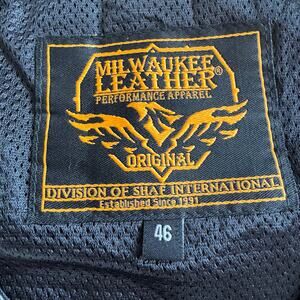 MILWAUKEE
LEATHER®
PERFORMANCE APPAREL
ORIGINAL
DIVISION OF SHAF INTERNATIONAL
Established Since 1991
46